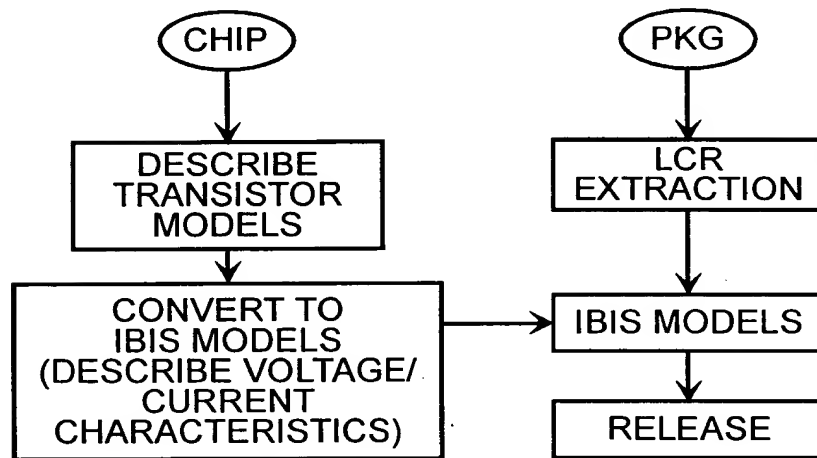 CHIP
DESCRIBE
TRANSISTOR
MODELS
CONVERT TO
IBIS MODELS
(DESCRIBE VOLTAGE/
CURRENT
CHARACTERISTICS)
PKG
LCR
EXTRACTION
IBIS MODELS
RELEASE